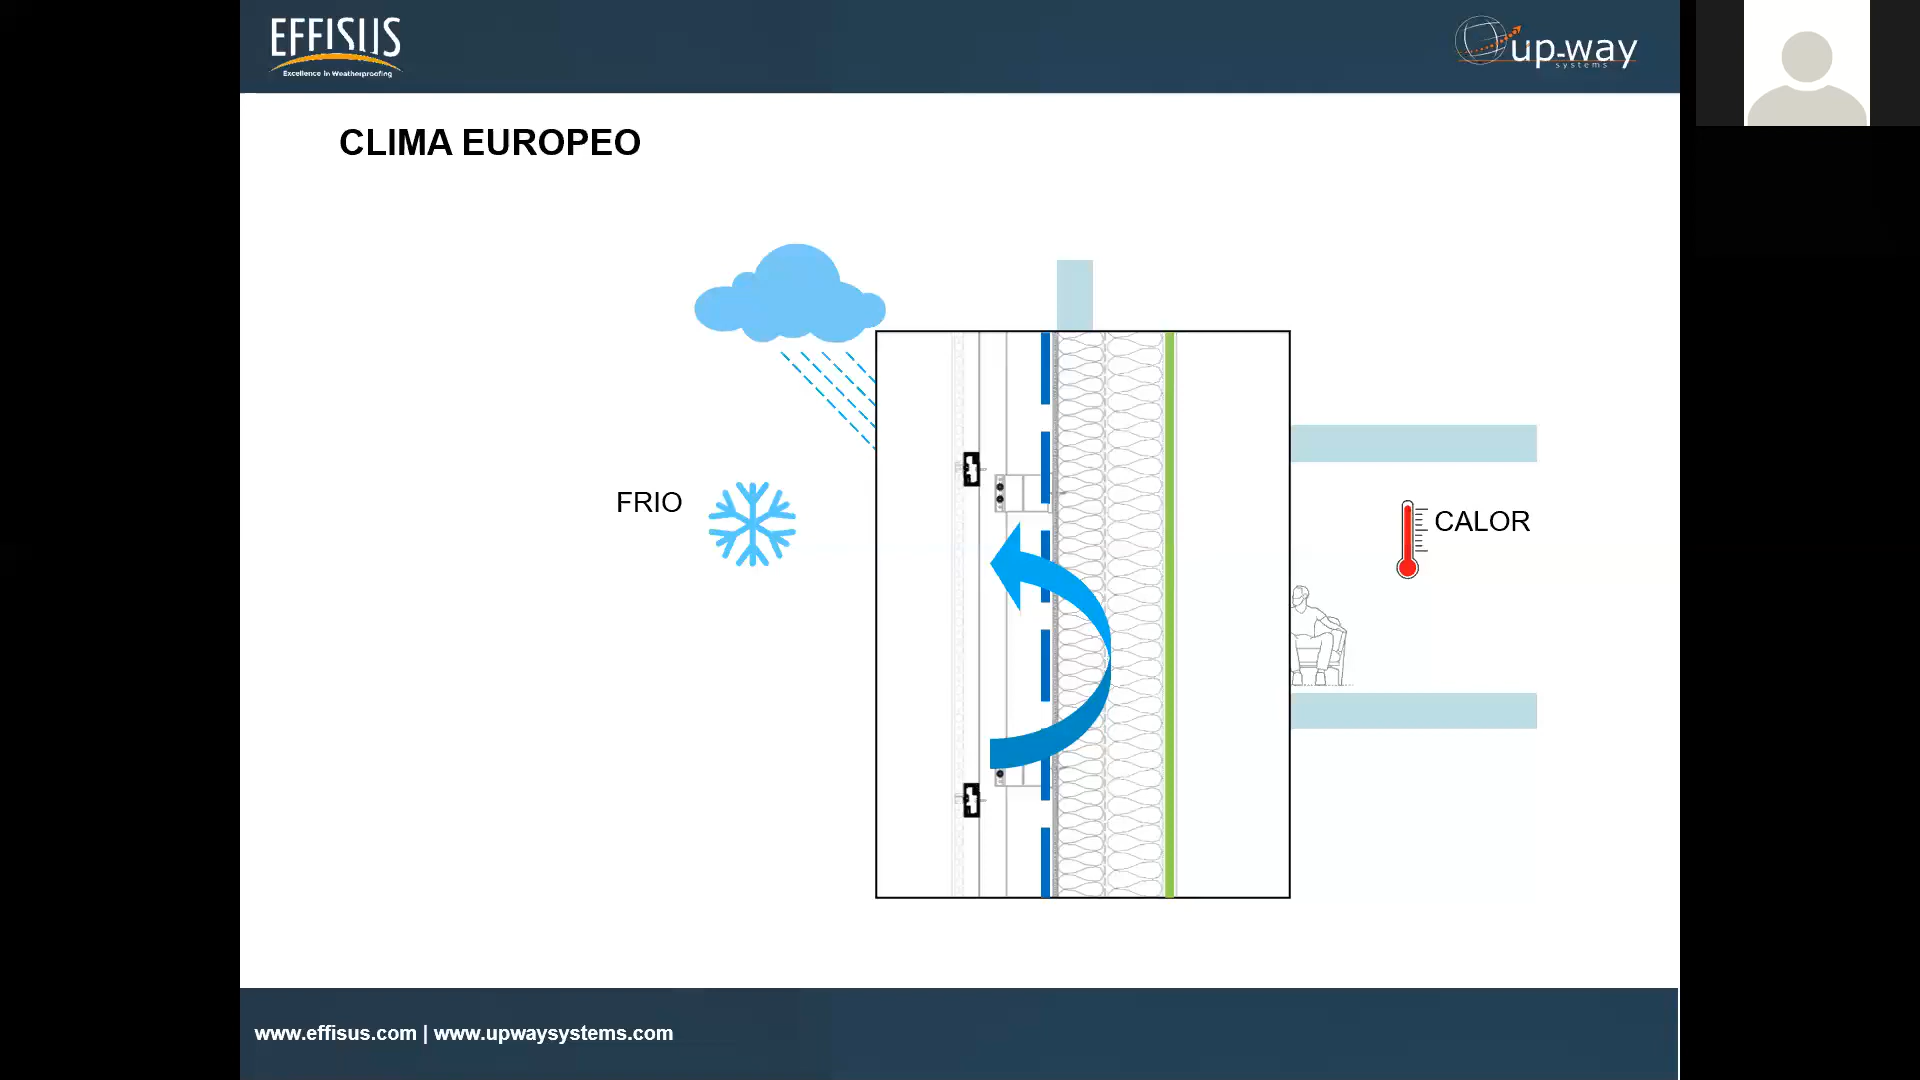 EFFISUS
Excellence in Weatherproofing
up-way
systems
CLIMA EUROPEO
FRIO
CALOR
www.effisus.com | www.upwaysystems.com